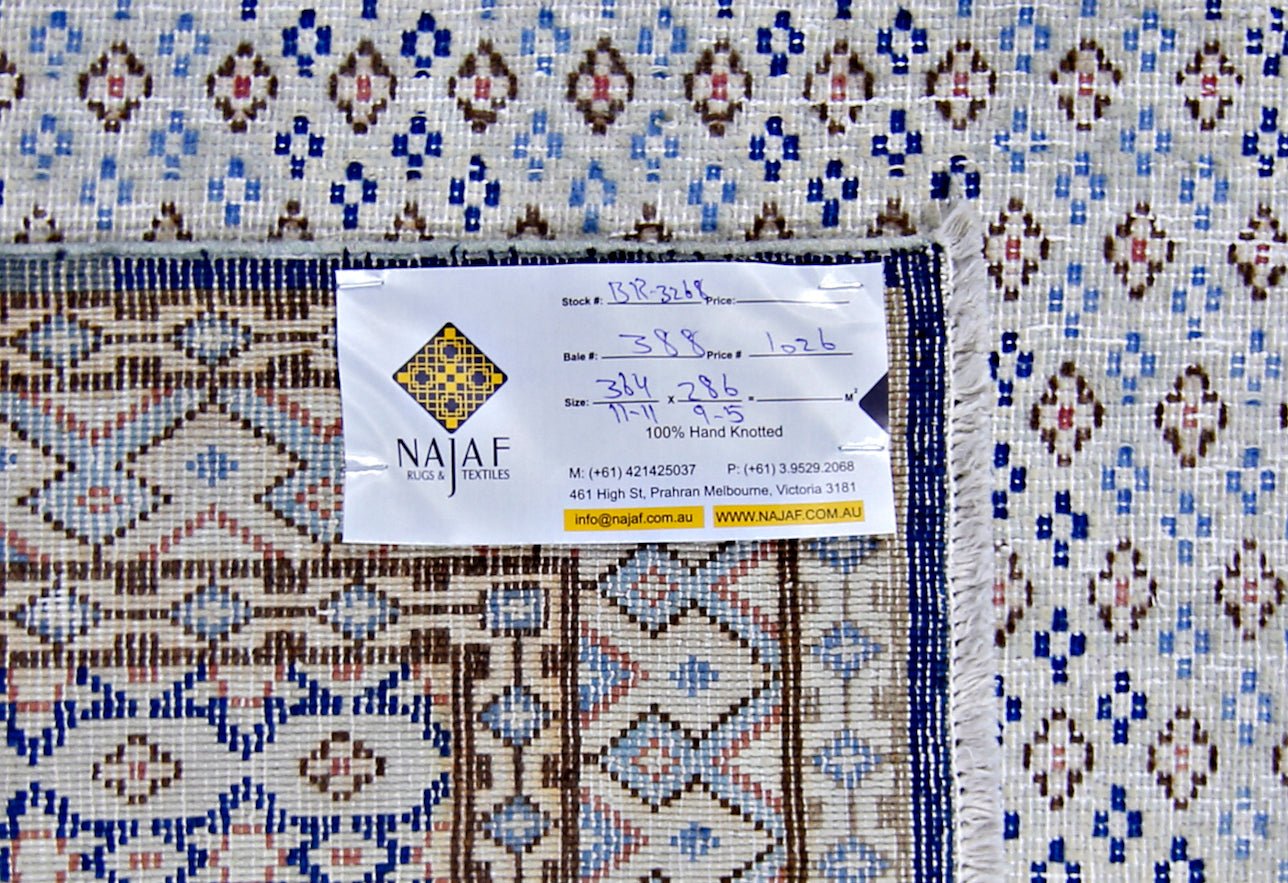 Stock #: BR-3268 Price:
Bale #: 388 Price # 1026
Size: 364 x 286 = M²
11-11 9-5
100% Hand Knotted
NAJAF
RUGS & TEXTILES
M: (+61) 421425037 P: (+61) 3.9529.2068
461 High St, Prahran Melbourne, Victoria 3181
info@najaf.com.au WWW.NAJAF.COM.AU